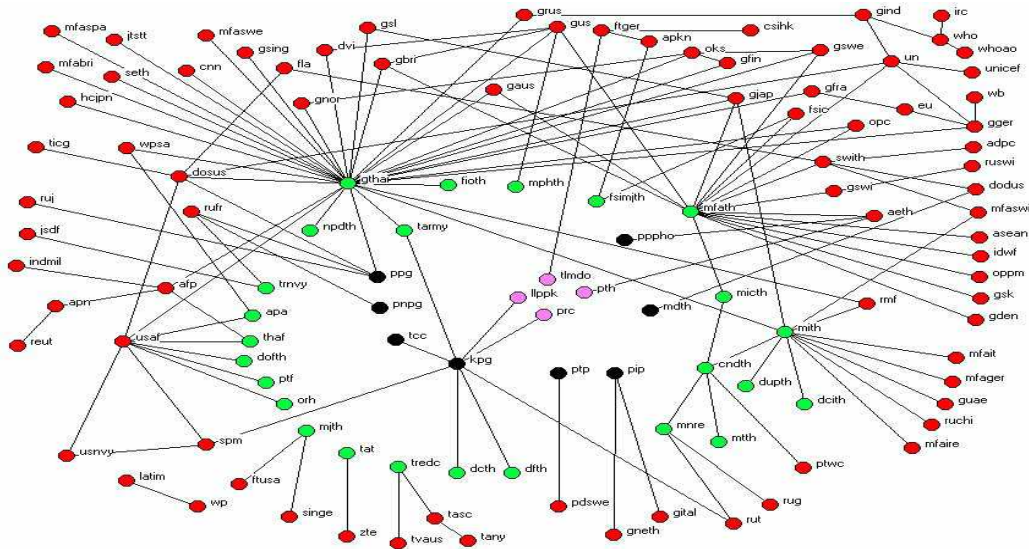 grus
gind
irc
mfaspa
jtstt
mfaswe
gsl
gus
ftger
csihk
who
gsing
dvi
apkn
oks
gswe
whoao
mfabri
seth
cnn
fla
gbri
gfin
un
unicef
hcjpn
gnor
gaus
gjap
gfra
eu
wb
fsic
opc
gger
ticg
wpsa
adpc
dosus
gthai
fioth
mphth
fsimjth
swith
ruswi
gswi
dodus
ruj
rufr
mfath
mfaswi
npdth
tarmy
aeth
jsdf
pppho
asean
indmil
idwf
ppg
tlmdo
oppm
afp
trnvy
llppk
pth
micth
gsk
apn
pnpg
rmf
apa
prc
mdth
gden
usaf
thaf
tcc
mith
reut
kpg
mfait
dofth
cndth
ptf
ptp
pip
dupth
mfager
orh
dcith
guae
mjth
mnre
ruchi
spm
mtth
mfaire
usnvy
tat
tredc
dcth
dfth
ptwc
latim
ftusa
wp
pdswe
rug
singe
tasc
gital
rut
zte
tvaus
tany
gneth